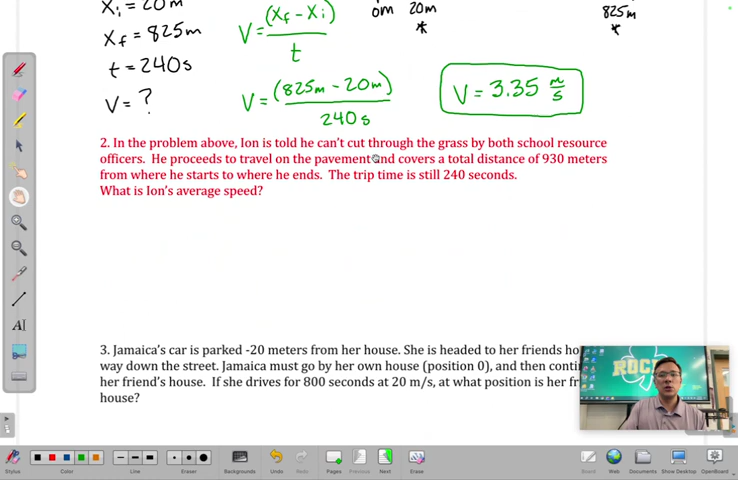 Xi = 20m
Xf = 825m
t = 240s
V = ?
V = (Xf - Xi)
t
V = (825m - 20m)
240s
0m 20m
*
825m
*
V = 3.35 m/s
2. In the problem above, Ion is told he can't cut through the grass by both school resource
officers. He proceeds to travel on the pavement and covers a total distance of 930 meters
from where he starts to where he ends. The trip time is still 240 seconds.
What is Ion's average speed?
3. Jamaica's car is parked -20 meters from her house. She is headed to her friends ho
way down the street. Jamaica must go by her own house (position 0), and then conti
her friend's house. If she drives for 800 seconds at 20 m/s, at what position is her fr
house?
ROCK
A
Stylus
Color
Line
Eraser
Backgrounds
Undo
Redo
Pages
Previous
Next
Erase
Board
Web
Documents
Show Desktop
OpenBoard